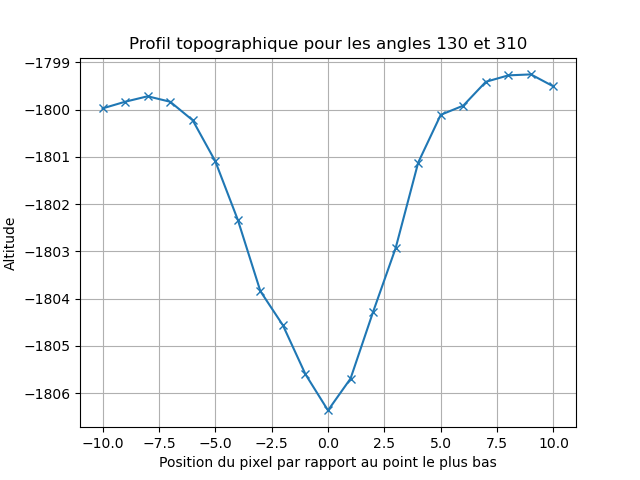 Profil topographique pour les angles 130 et 310
−1799
−1800
−1801
−1802
−1803
−1804
−1805
−1806
Altitude
−10.0 −7.5 −5.0 −2.5 0.0 2.5 5.0 7.5 10.0
Position du pixel par rapport au point le plus bas